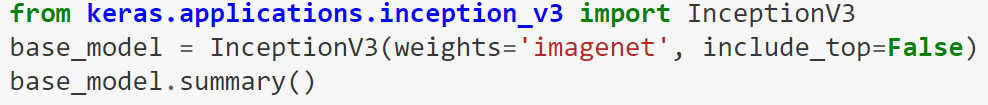 from keras.applications.inception_v3 import InceptionV3
base_model = InceptionV3(weights='imagenet', include_top=False)
base_model.summary()